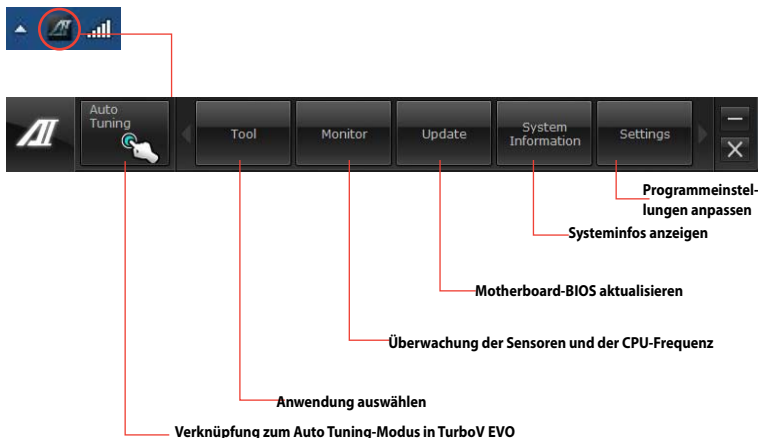 Auto
Tuning
Tool
Monitor
Update
System
Information
Settings
Programmeinstel-
lungen anpassen
Systeminfos anzeigen
Motherboard-BIOS aktualisieren
Überwachung der Sensoren und der CPU-Frequenz
Anwendung auswählen
Verknüpfung zum Auto Tuning-Modus in TurboV EVO